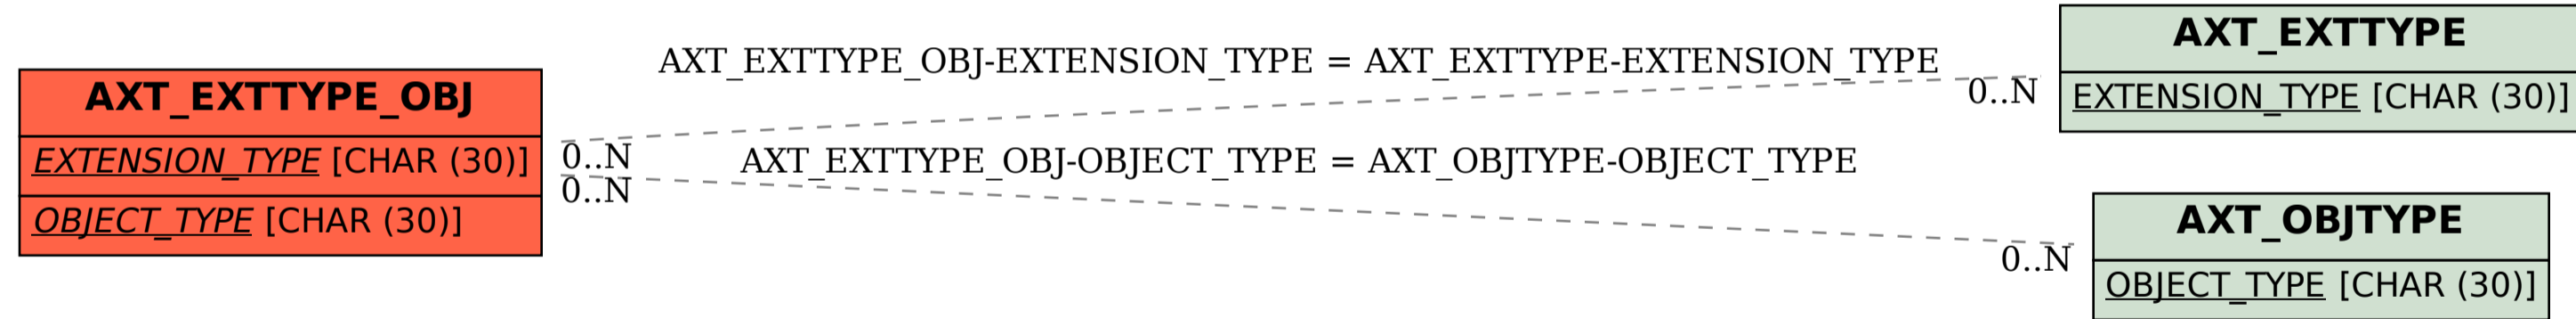 AXT_EXTTYPE_OBJ
EXTENSION_TYPE [CHAR (30)]
OBJECT_TYPE [CHAR (30)]
AXT_EXTTYPE_OBJ-EXTENSION_TYPE = AXT_EXTTYPE-EXTENSION_TYPE
0..N
0..N
AXT_EXTTYPE_OBJ-OBJECT_TYPE = AXT_OBJTYPE-OBJECT_TYPE
0..N
0..N
AXT_EXTTYPE
EXTENSION_TYPE [CHAR (30)]
AXT_OBJTYPE
OBJECT_TYPE [CHAR (30)]